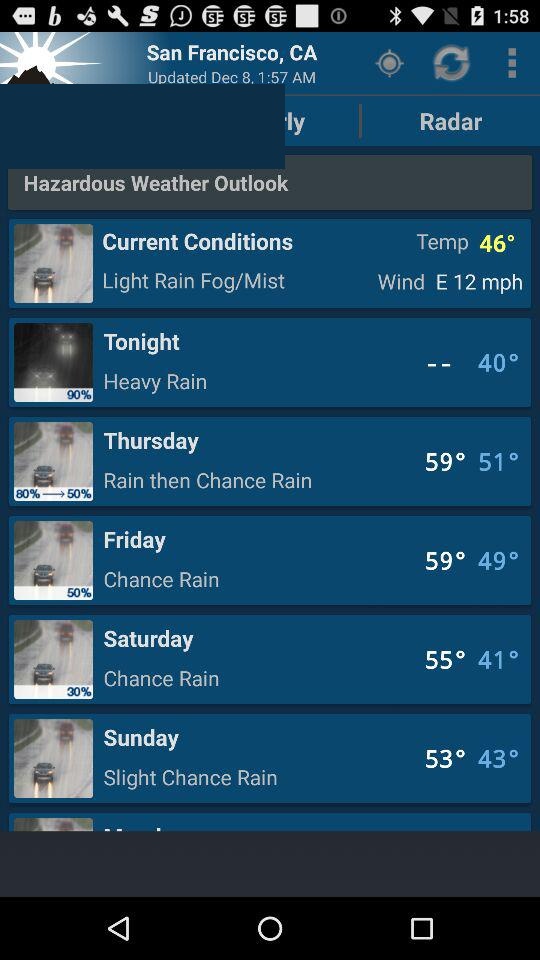 1:58
San Francisco, CA
Updated Dec 8, 1:57 AM
Radar
Hazardous Weather Outlook
Current Conditions
Temp 46°
Light Rain Fog/Mist
Wind E 12 mph
Tonight
-- 40°
Heavy Rain
90%
Thursday
59° 51°
Rain then Chance Rain
80% → 50%
Friday
59° 49°
Chance Rain
50%
Saturday
55° 41°
Chance Rain
30%
Sunday
53° 43°
Slight Chance Rain